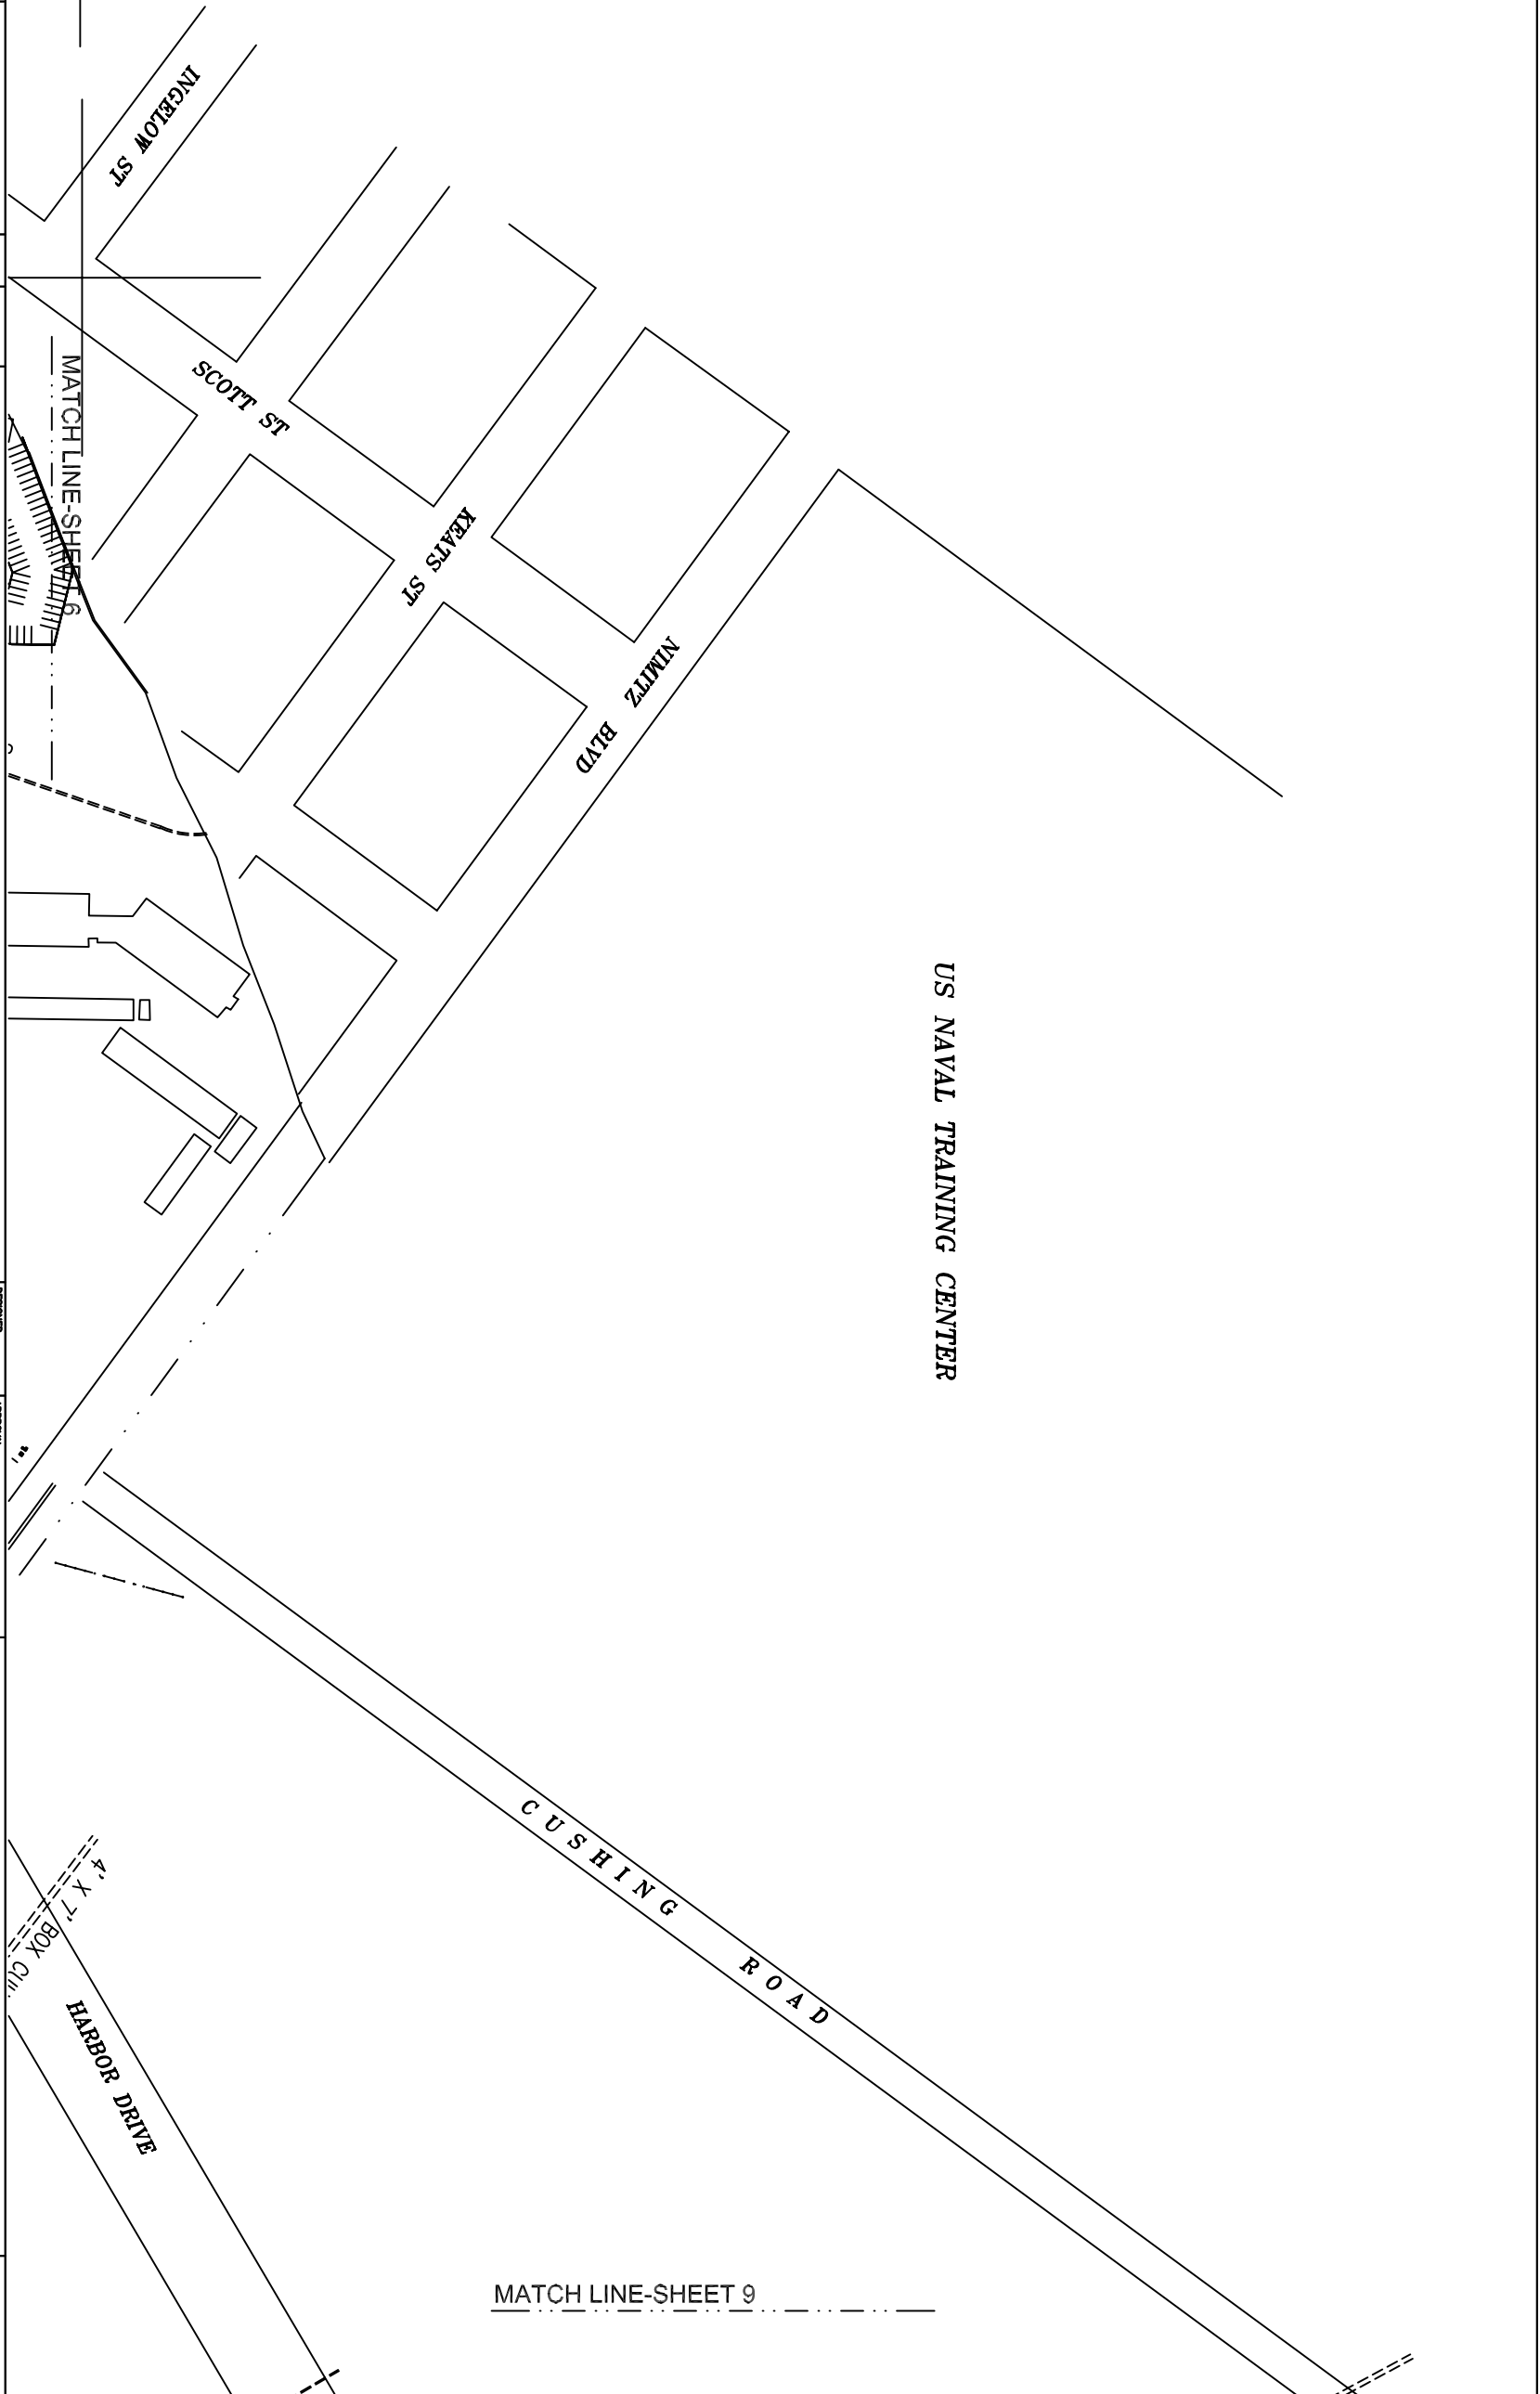 INGELOW ST
SCOTT ST
MATCH LINE-SHEET 6
KEATS ST
NIMITZ BLVD
US NAVAL TRAINING CENTER
CUSHING ROAD
4' X 7' BOX
HARBOR DRIVE
MATCH LINE-SHEET 9